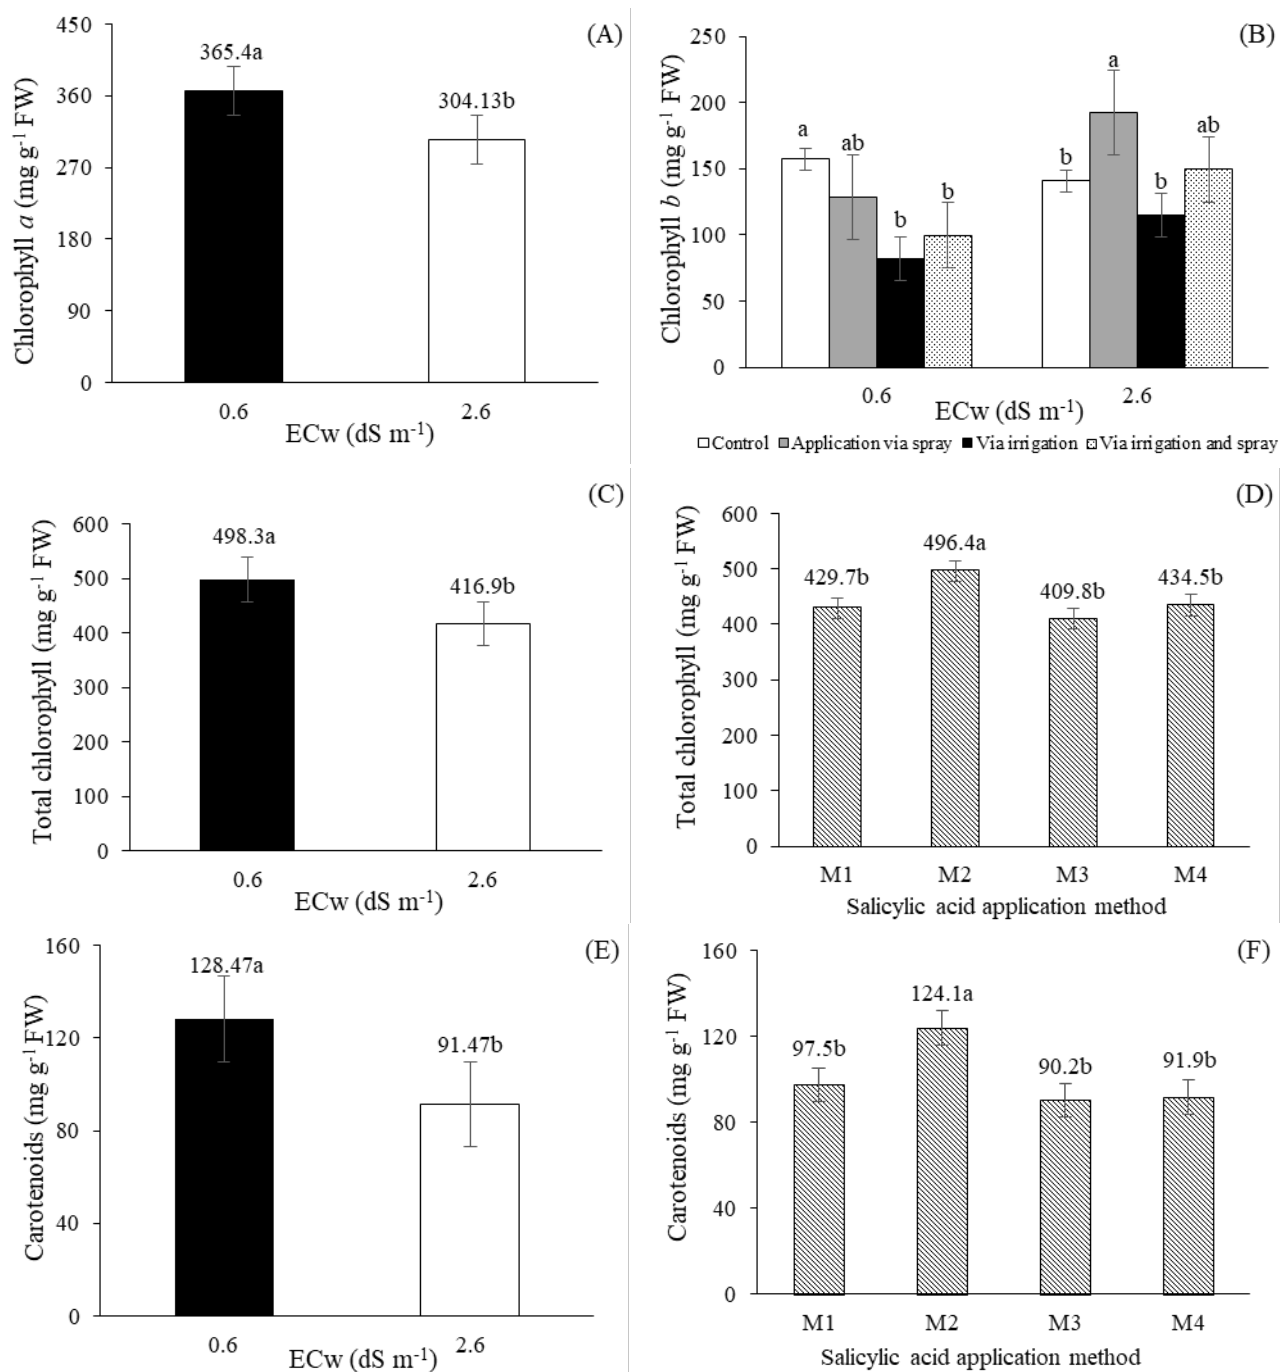 (A)
Chlorophyll a (mg g-1 FW)
450
360
270
180
90
0
365.4a
304.13b
0.6
2.6
ECw (dS m-1)
(B)
Chlorophyll b (mg g-1 FW)
250
200
150
100
50
0
a
ab
b
b
b
a
b
ab
0.6
2.6
ECw (dS m-1)
Control Application via spray Via irrigation Via irrigation and spray
(C)
Total chlorophyll (mg g-1 FW)
600
500
400
300
200
100
0
498.3a
416.9b
0.6
2.6
ECw (dS m-1)
(D)
Total chlorophyll (mg g-1 FW)
600
500
400
300
200
100
0
429.7b
496.4a
409.8b
434.5b
M1
M2
M3
M4
Salicylic acid application method
(E)
Carotenoids (mg g-1 FW)
160
120
80
40
0
128.47a
91.47b
0.6
2.6
ECw (dS m-1)
(F)
Carotenoids (mg g-1 FW)
160
120
80
40
0
97.5b
124.1a
90.2b
91.9b
M1
M2
M3
M4
Salicylic acid application method